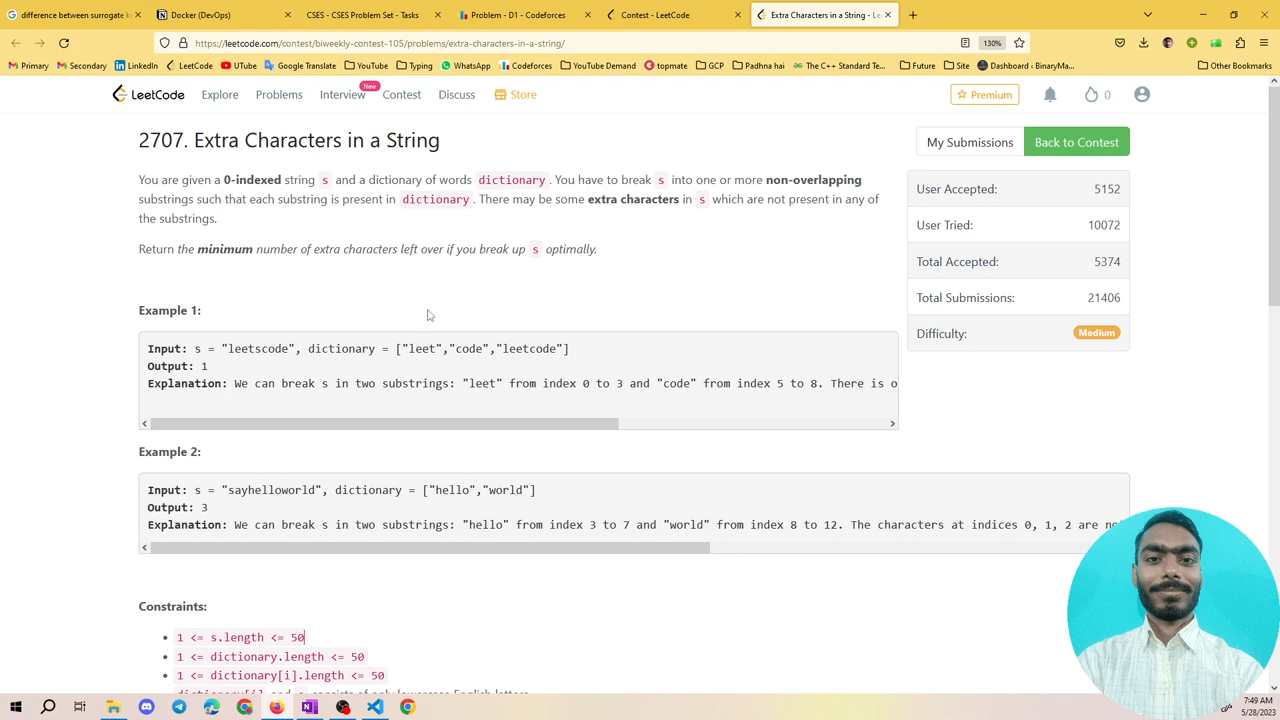 difference between surrogate k
Docker (DevOps)
CSES - CSES Problem Set - Tasks
Problem - D1 - Codeforces
Contest - LeetCode
Extra Characters in a String - Le
https://leetcode.com/contest/biweekly-contest-105/problems/extra-characters-in-a-string/
130%
Primary
Secondary
LinkedIn
LeetCode
UTube
Google Translate
YouTube
Typing
WhatsApp
Codeforces
YouTube Demand
topmate
GCP
Padhna hai
The C++ Standard Te...
Future
Site
Dashboard ‹ BinaryMa...
Other Bookmarks
LeetCode
Explore
Problems
Interview
New
Contest
Discuss
Store
Premium
0
2707. Extra Characters in a String
My Submissions
Back to Contest
You are given a 0-indexed string s and a dictionary of words dictionary. You have to break s into one or more non-overlapping
substrings such that each substring is present in dictionary. There may be some extra characters in s which are not present in any of
the substrings.
Return the minimum number of extra characters left over if you break up s optimally.
User Accepted: 5152
User Tried: 10072
Total Accepted: 5374
Total Submissions: 21406
Difficulty: Medium
Example 1:
Input: s = "leetscode", dictionary = ["leet","code","leetcode"]
Output: 1
Explanation: We can break s in two substrings: "leet" from index 0 to 3 and "code" from index 5 to 8. There is o
Example 2:
Input: s = "sayhelloworld", dictionary = ["hello","world"]
Output: 3
Explanation: We can break s in two substrings: "hello" from index 3 to 7 and "world" from index 8 to 12. The characters at indices 0, 1, 2 are no
Constraints:
1 <= s.length <= 50
1 <= dictionary.length <= 50
1 <= dictionary[i].length <= 50
dictionary[i] and s consists of only lowercase English letters
7:49 AM
5/28/2023